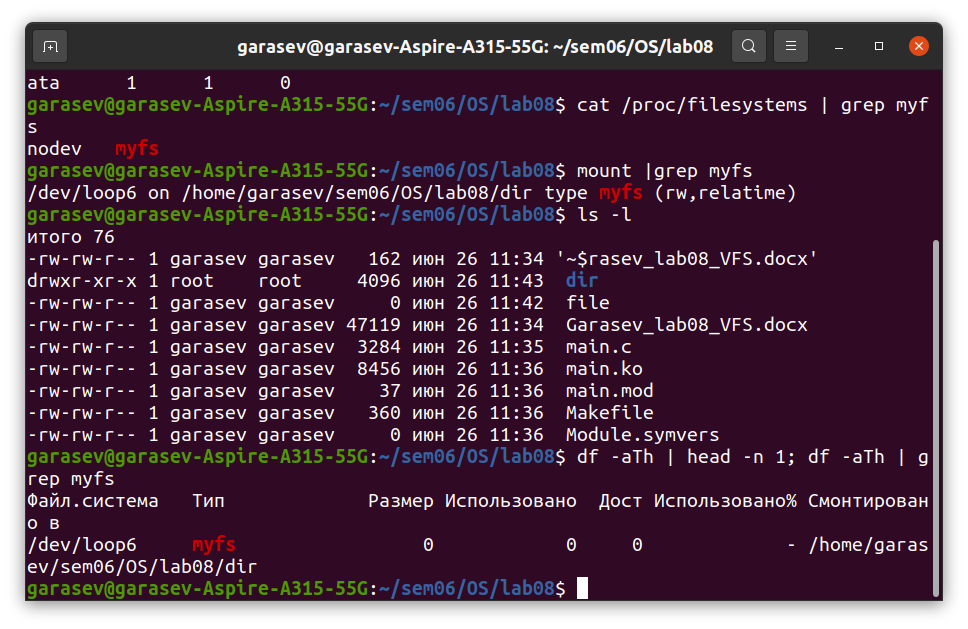 garasev@garasev-Aspire-A315-55G: ~/sem06/OS/lab08
ata      1      1      0
garasev@garasev-Aspire-A315-55G:~/sem06/OS/lab08$ cat /proc/filesystems | grep myf
s
nodev   myfs
garasev@garasev-Aspire-A315-55G:~/sem06/OS/lab08$ mount |grep myfs
/dev/loop6 on /home/garasev/sem06/OS/lab08/dir type myfs (rw,relatime)
garasev@garasev-Aspire-A315-55G:~/sem06/OS/lab08$ ls -l
итого 76
-rw-rw-r-- 1 garasev garasev   162 июн 26 11:34 '~$rasev_lab08_VFS.docx'
drwxr-xr-x 1 root    root     4096 июн 26 11:43  dir
-rw-rw-r-- 1 garasev garasev     0 июн 26 11:42  file
-rw-rw-r-- 1 garasev garasev 47119 июн 26 11:34  Garasev_lab08_VFS.docx
-rw-rw-r-- 1 garasev garasev  3284 июн 26 11:35  main.c
-rw-rw-r-- 1 garasev garasev  8456 июн 26 11:36  main.ko
-rw-rw-r-- 1 garasev garasev    37 июн 26 11:36  main.mod
-rw-rw-r-- 1 garasev garasev   360 июн 26 11:36  Makefile
-rw-rw-r-- 1 garasev garasev     0 июн 26 11:36  Module.symvers
garasev@garasev-Aspire-A315-55G:~/sem06/OS/lab08$ df -aTh | head -n 1; df -aTh | g
rep myfs
Файл.система   Тип             Размер Использовано  Дост Использовано% Смонтирован
о в
/dev/loop6     myfs                 0            0     0             - /home/garas
ev/sem06/OS/lab08/dir
garasev@garasev-Aspire-A315-55G:~/sem06/OS/lab08$